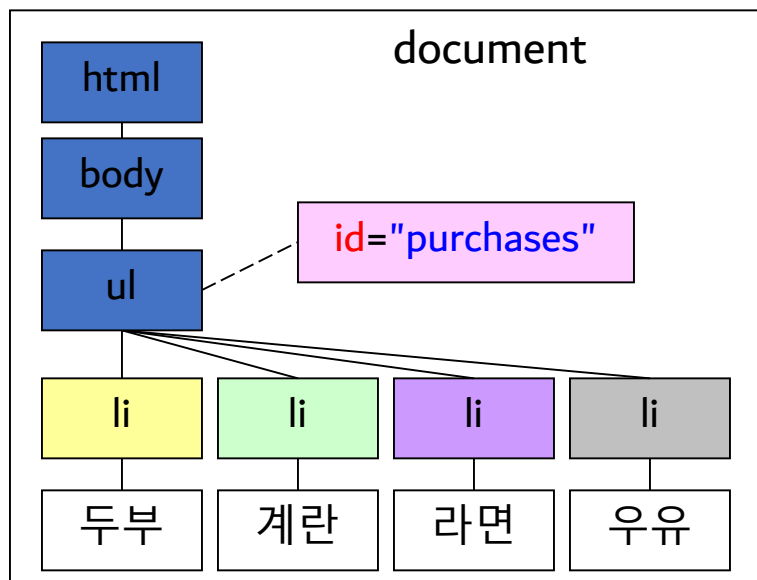 document
html
body
id="purchases"
ul
li li li li
두부 계란 라면 우유